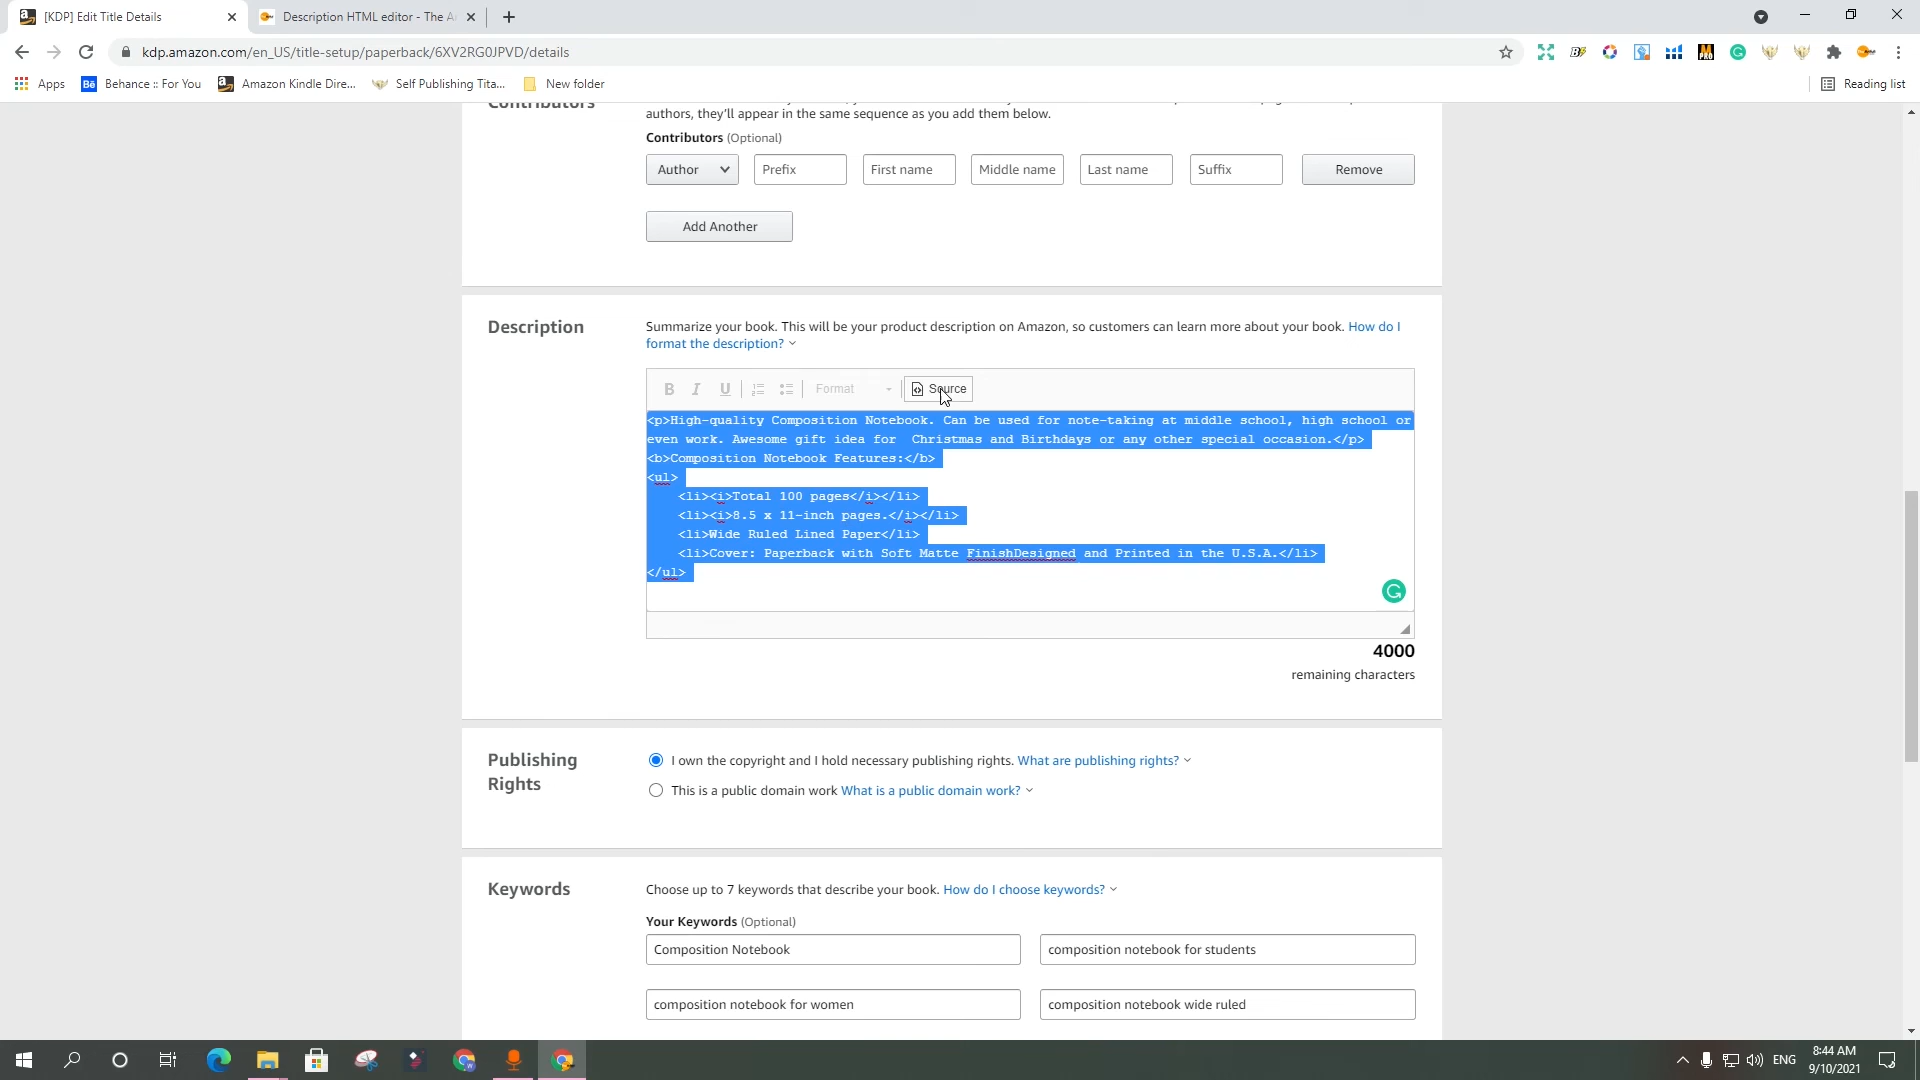 [KDP] Edit Title Details
Description HTML editor - The A
kdp.amazon.com/en_US/title-setup/paperback/6XV2RG0JPVD/details
Apps
Behance :: For You
Amazon Kindle Dire...
Self Publishing Tita...
New folder
Reading list
Contributors
authors, they'll appear in the same sequence as you add them below.
Contributors (Optional)
Author
Prefix
First name
Middle name
Last name
Suffix
Remove
Add Another
Description
Summarize your book. This will be your product description on Amazon, so customers can learn more about your book. How do I
format the description?
B I U Format Source
<p>High-quality Composition Notebook. Can be used for note-taking at middle school, high school or
even work. Awesome gift idea for  Christmas and Birthdays or any other special occasion.</p>
<b>Composition Notebook Features:</b>
<ul>
    <li><i>Total 100 pages</i></li>
    <li><i>8.5 x 11-inch pages.</i></li>
    <li>Wide Ruled Lined Paper</li>
    <li>Cover: Paperback with Soft Matte FinishDesigned and Printed in the U.S.A.</li>
</ul>
4000
remaining characters
Publishing
Rights
I own the copyright and I hold necessary publishing rights. What are publishing rights?
This is a public domain work What is a public domain work?
Keywords
Choose up to 7 keywords that describe your book. How do I choose keywords?
Your Keywords (Optional)
Composition Notebook
composition notebook for students
composition notebook for women
composition notebook wide ruled
ENG
8:44 AM
9/10/2021